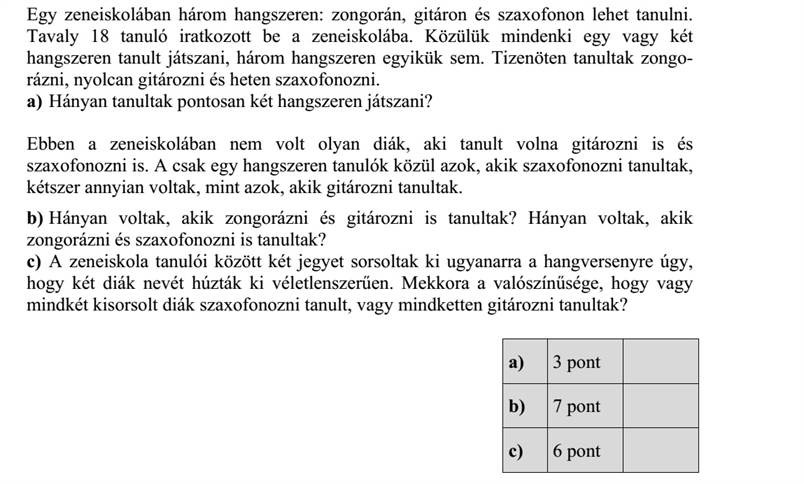 Egy zeneiskolában három hangszeren: zongorán, gitáron és szaxofonon lehet tanulni.
Tavaly 18 tanuló iratkozott be a zeneiskolába. Közülük mindenki egy vagy két
hangszeren tanult játszani, három hangszeren egyikük sem. Tizenöten tanultak zongo-
rázni, nyolcan gitározni és heten szaxofonozni.
a) Hányan tanultak pontosan két hangszeren játszani?
Ebben a zeneiskolában nem volt olyan diák, aki tanult volna gitározni is és
szaxofonozni is. A csak egy hangszeren tanulók közül azok, akik szaxofonozni tanultak,
kétszer annyian voltak, mint azok, akik gitározni tanultak.
b) Hányan voltak, akik zongorázni és gitározni is tanultak? Hányan voltak, akik
zongorázni és szaxofonozni is tanultak?
c) A zeneiskola tanulói között két jegyet sorsoltak ki ugyanarra a hangversenyre úgy,
hogy két diák nevét húzták ki véletlenszerűen. Mekkora a valószínűsége, hogy vagy
mindkét kisorsolt diák szaxofonozni tanult, vagy mindketten gitározni tanultak?
a) 3 pont
b) 7 pont
c) 6 pont